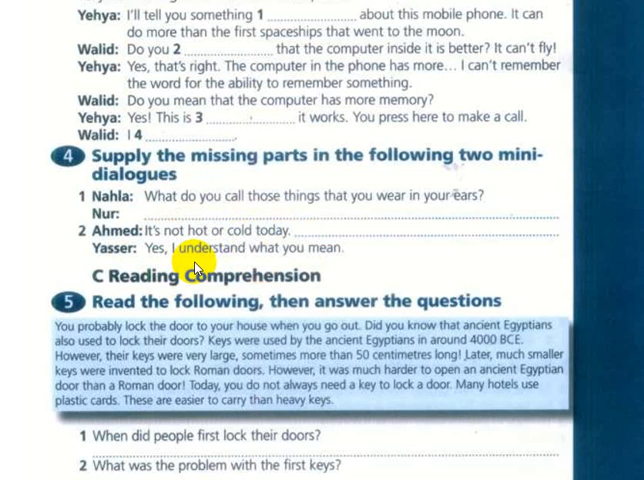 Yehya: I'll tell you something 1 .............................. about this mobile phone. It can
do more than the first spaceships that went to the moon.
Walid: Do you 2 .............................. that the computer inside it is better? It can't fly!
Yehya: Yes, that's right. The computer in the phone has more... I can't remember
the word for the ability to remember something.
Walid: Do you mean that the computer has more memory?
Yehya: Yes! This is 3 .............................. it works. You press here to make a call.
Walid: I 4 ..............................
4 Supply the missing parts in the following two mini-
dialogues
1 Nahla: What do you call those things that you wear in your ears?
Nur: ..............................
2 Ahmed: It's not hot or cold today. ..............................
Yasser: Yes, I understand what you mean.
C Reading Comprehension
5 Read the following, then answer the questions
You probably lock the door to your house when you go out. Did you know that ancient Egyptians
also used to lock their doors? Keys were used by the ancient Egyptians in around 4000 BCE.
However, their keys were very large, sometimes more than 50 centimetres long! Later, much smaller
keys were invented to lock Roman doors. However, it was much harder to open an ancient Egyptian
door than a Roman door! Today, you do not always need a key to lock a door. Many hotels use
plastic cards. These are easier to carry than heavy keys.
1 When did people first lock their doors?
..............................
2 What was the problem with the first keys?